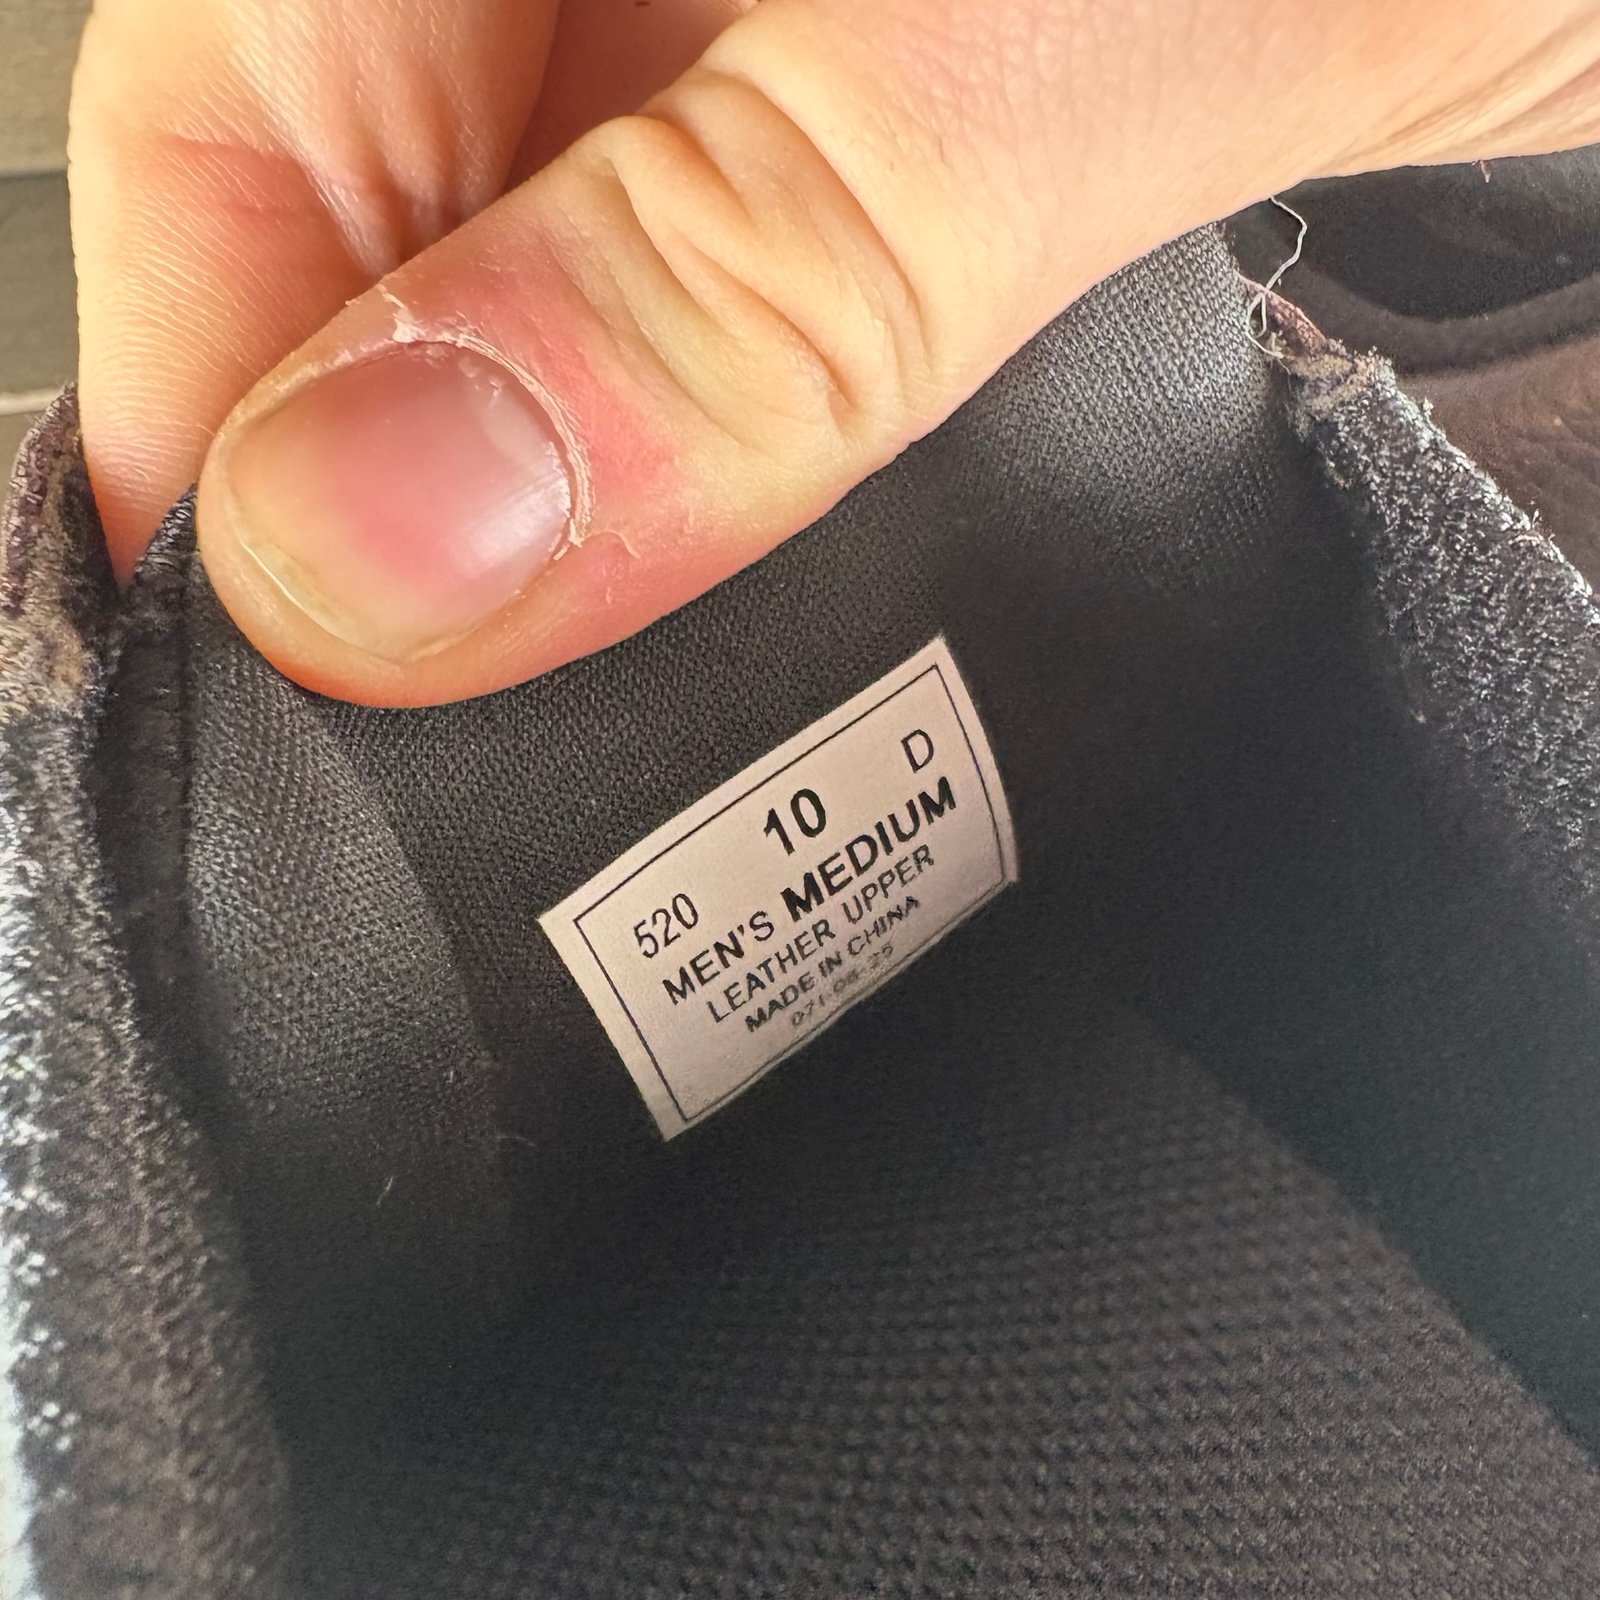 520 10 D
MEN'S MEDIUM
LEATHER UPPER
MADE IN CHINA